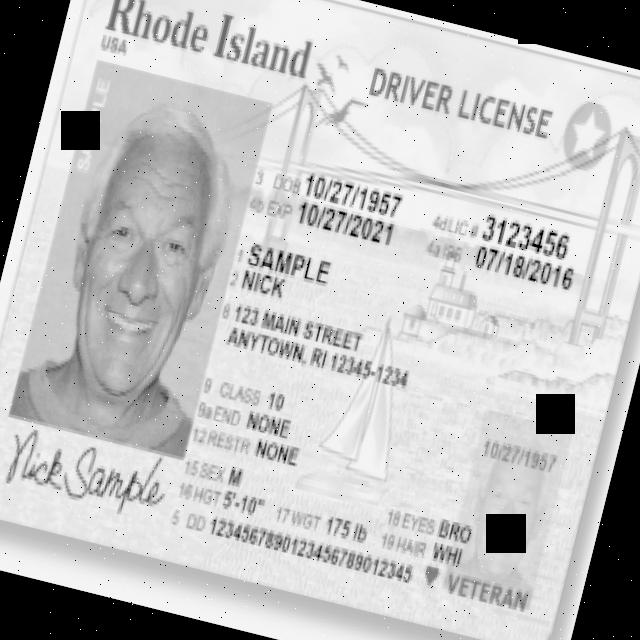 Rhode Island
USA
DRIVER LICENSE
3 DOB 10/27/1957
4b EXP 10/27/2021
4d LIC# 3123456
4a ISS 07/18/2016
1 SAMPLE
2 NICK
8 123 MAIN STREET
ANYTOWN, RI 12345-1234
9 CLASS 10
9a END NONE
12 RESTR NONE
10/27/1957
15 SEX M
16 HGT 5'-10"
17 WGT 175 lb
18 EYES BRO
19 HAIR WHI
5 DD 1234567890123456789012345
VETERAN
Nick Sample